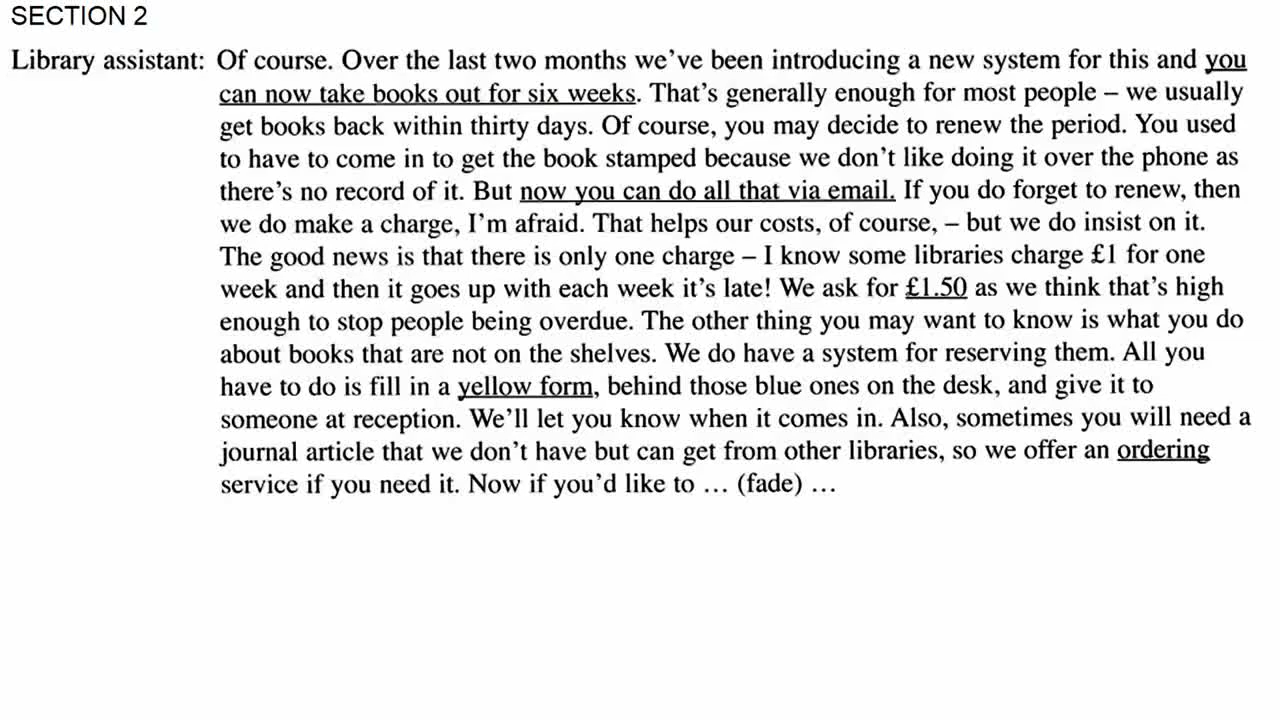 SECTION 2
Library assistant: Of course. Over the last two months we've been introducing a new system for this and you
can now take books out for six weeks. That's generally enough for most people – we usually
get books back within thirty days. Of course, you may decide to renew the period. You used
to have to come in to get the book stamped because we don't like doing it over the phone as
there's no record of it. But now you can do all that via email. If you do forget to renew, then
we do make a charge, I'm afraid. That helps our costs, of course, – but we do insist on it.
The good news is that there is only one charge – I know some libraries charge £1 for one
week and then it goes up with each week it's late! We ask for £1.50 as we think that's high
enough to stop people being overdue. The other thing you may want to know is what you do
about books that are not on the shelves. We do have a system for reserving them. All you
have to do is fill in a yellow form, behind those blue ones on the desk, and give it to
someone at reception. We'll let you know when it comes in. Also, sometimes you will need a
journal article that we don't have but can get from other libraries, so we offer an ordering
service if you need it. Now if you'd like to … (fade) …